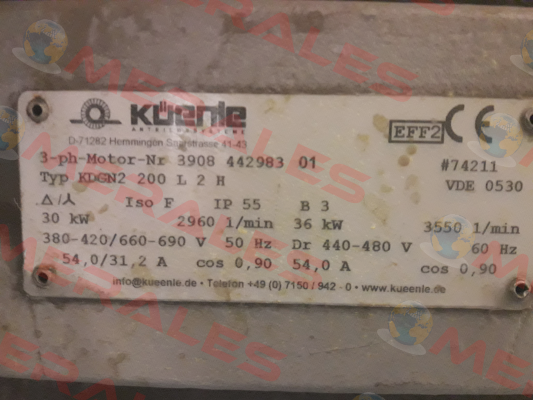 KÜENLE
ANTRIEBSSYSTEME
D-71282 Hemmingen Saarstrasse 41-43
EFF2 CE
3-ph-Motor-Nr 3908 442983 01 #74211
Typ KDGN2 200 L 2 H VDE 0530
Δ/⅄ Iso F IP 55 B 3
30 kW 2960 1/min 36 kW 3550 1/min
380-420/660-690 V 50 Hz Dr 440-480 V 60 Hz
54,0/31,2 A cos 0,90 54,0 A cos 0,90
info@kueenle.de • Telefon +49 (0) 7150 / 942 - 0 • www.kueenle.de
MERALES